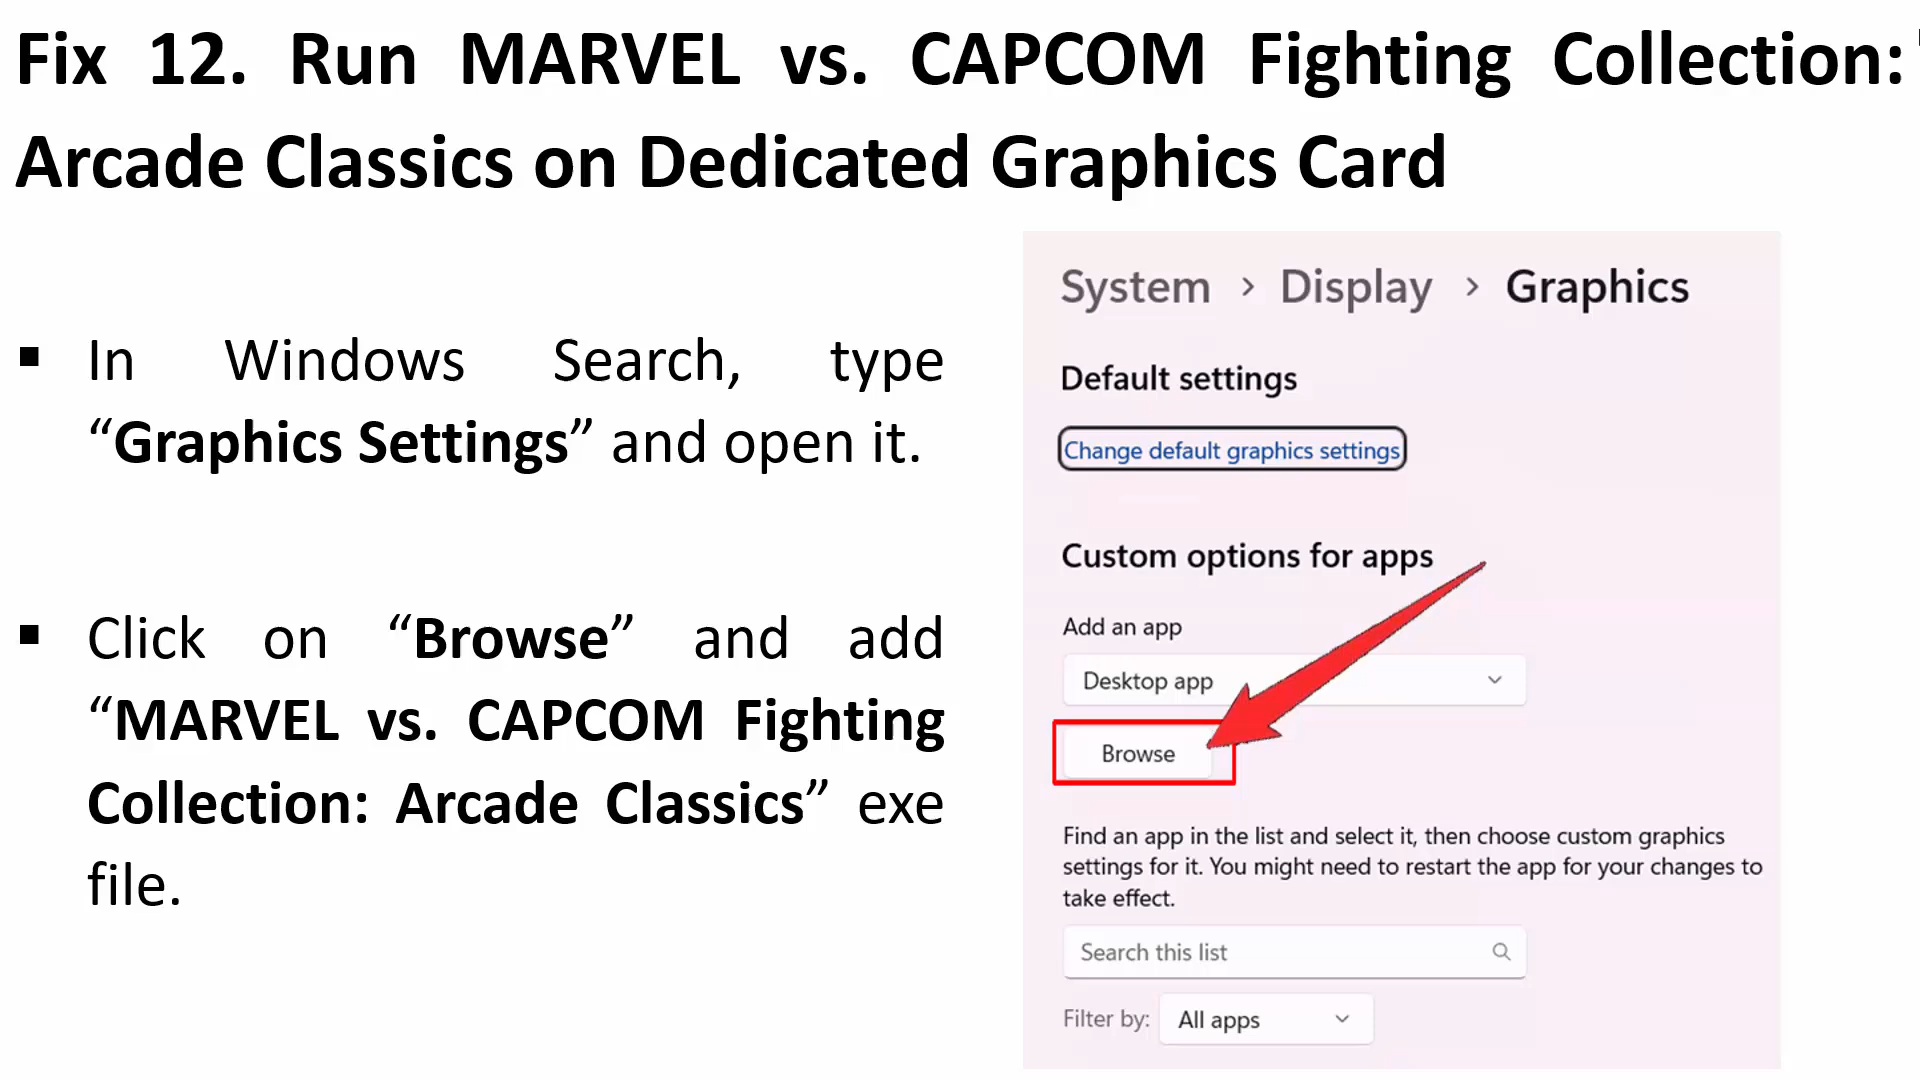 Fix 12. Run MARVEL vs. CAPCOM Fighting Collection:
Arcade Classics on Dedicated Graphics Card
▪ In Windows Search, type
“Graphics Settings” and open it.
▪ Click on “Browse” and add
“MARVEL vs. CAPCOM Fighting
Collection: Arcade Classics” exe
file.
System > Display > Graphics
Default settings
Change default graphics settings
Custom options for apps
Add an app
Desktop app
Browse
Find an app in the list and select it, then choose custom graphics
settings for it. You might need to restart the app for your changes to
take effect.
Search this list
Filter by: All apps